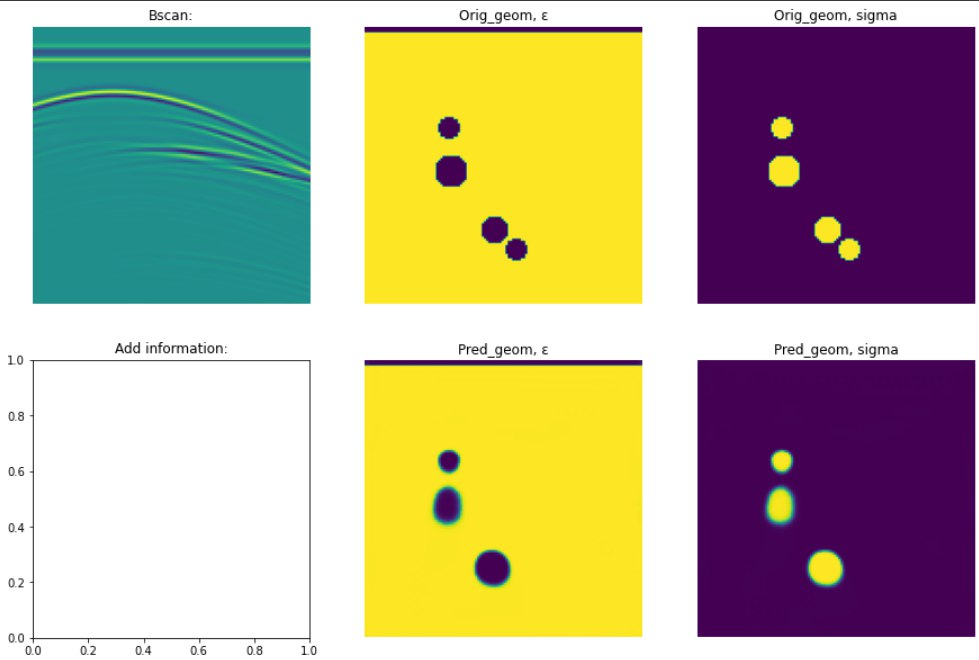 Bscan:
Orig_geom, ε
Orig_geom, sigma
Add information:
Pred_geom, ε
Pred_geom, sigma
1.0
0.8
0.6
0.4
0.2
0.0
0.0 0.2 0.4 0.6 0.8 1.0